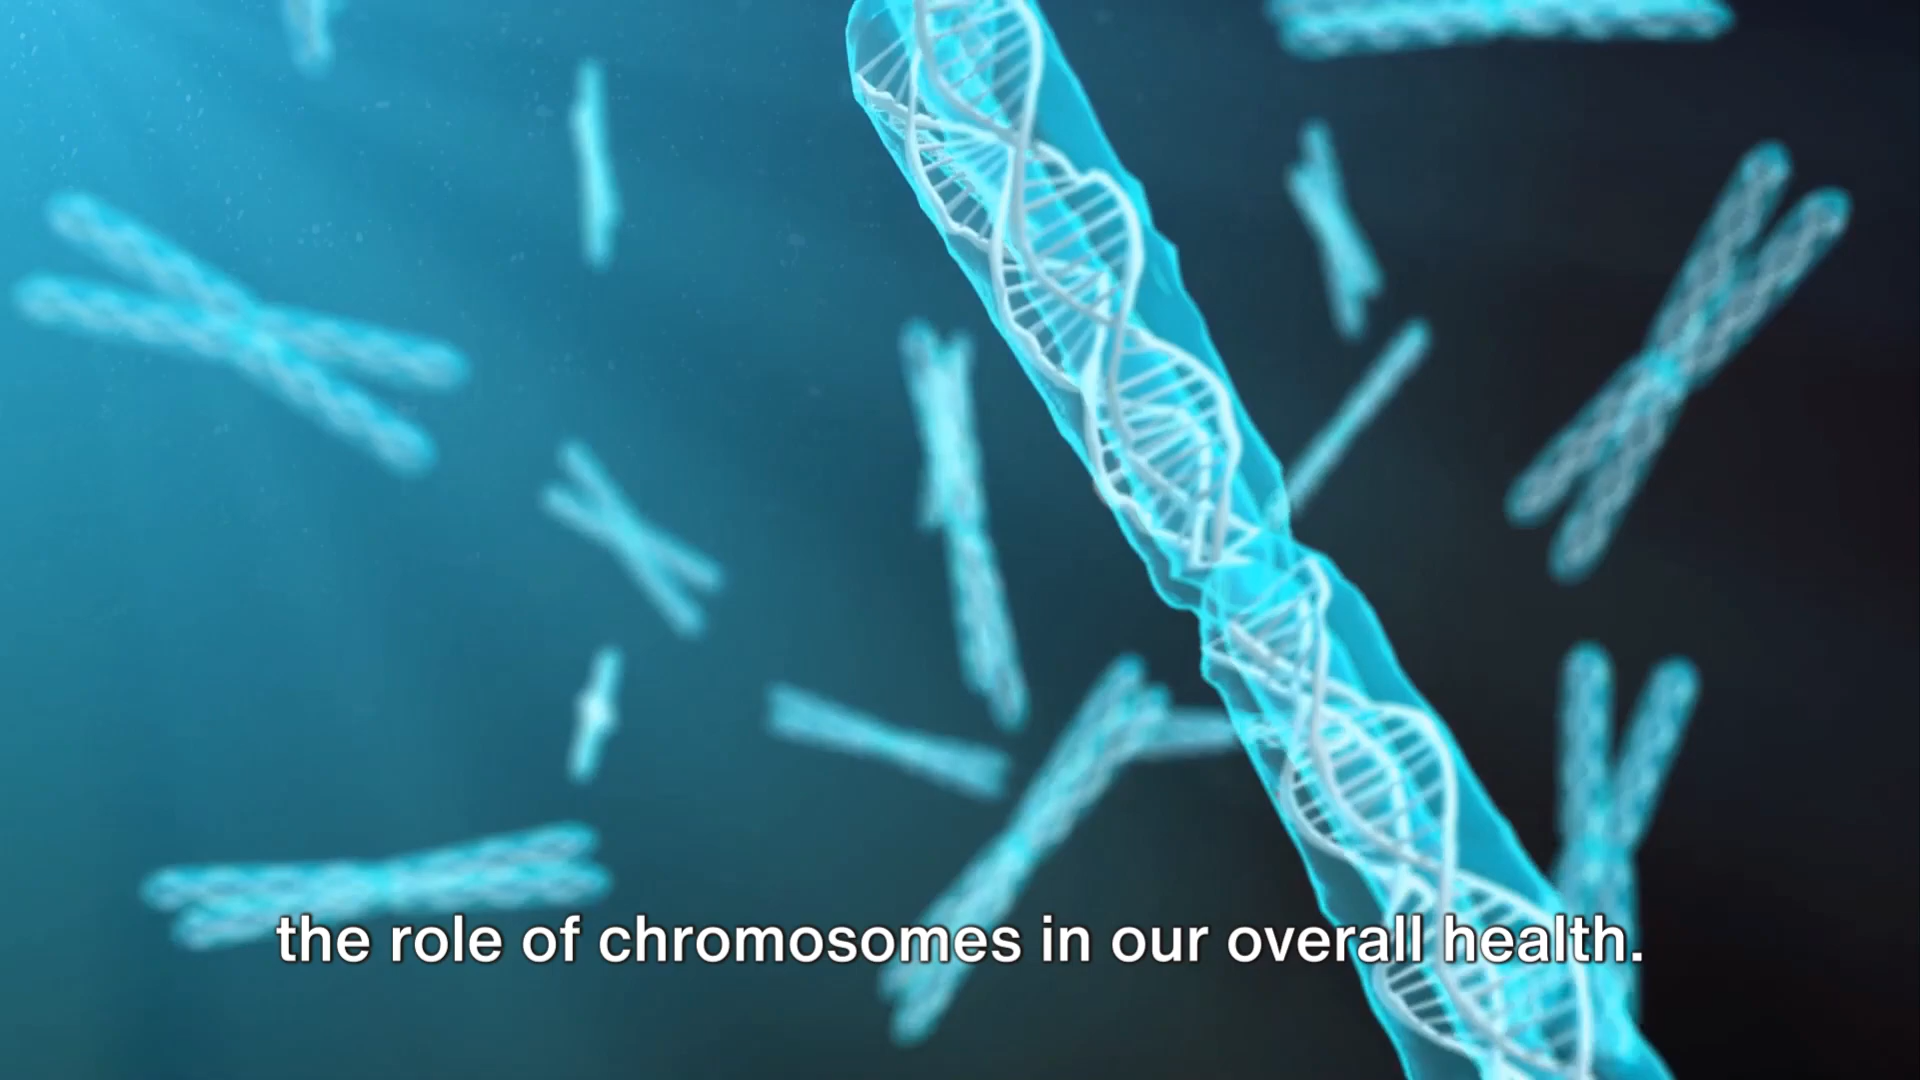 the role of chromosomes in our overall health.